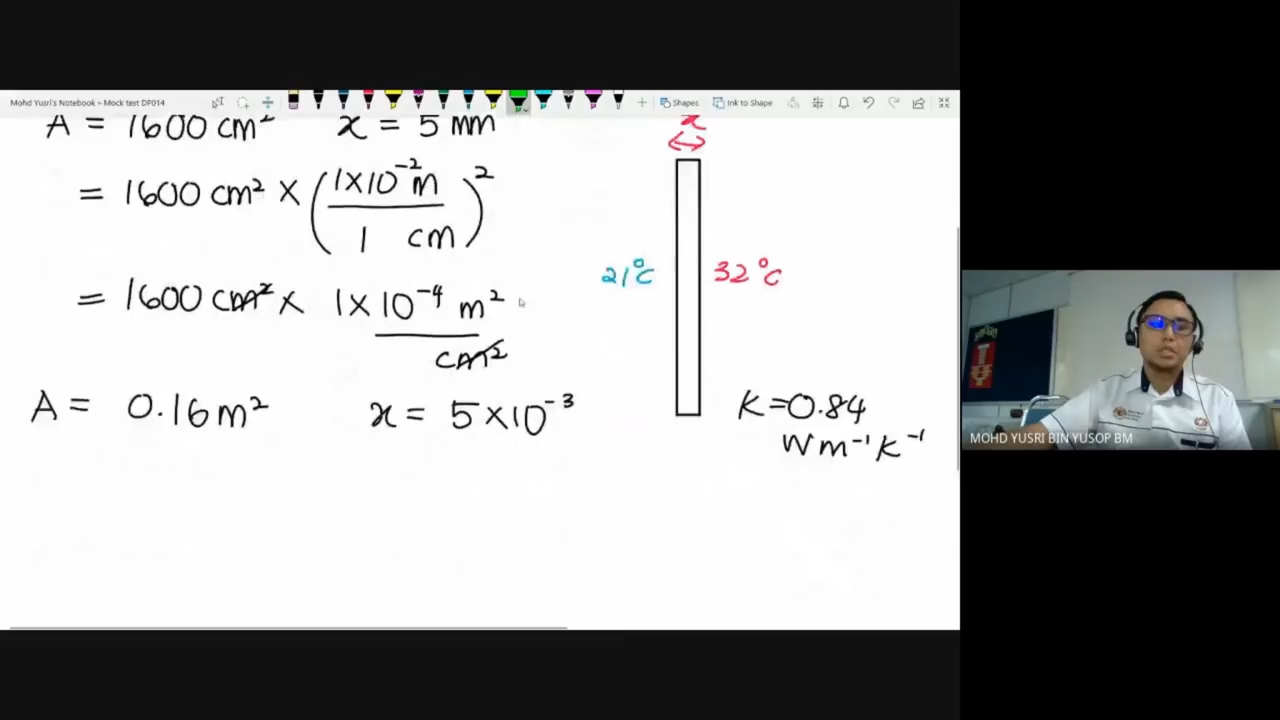 Mohd Yusri's Notebook » Mock test DP014
Shapes
Ink to Shape
A = 1600 cm² x = 5 mm
= 1600 cm² × (1×10⁻² m / 1 cm)²
= 1600 cm² × 1×10⁻⁴ m² / cm²
A = 0.16 m² x = 5×10⁻³
x
21°C
32°C
K=0.84
Wm⁻¹K⁻¹
MOHD YUSRI BIN YUSOP BM